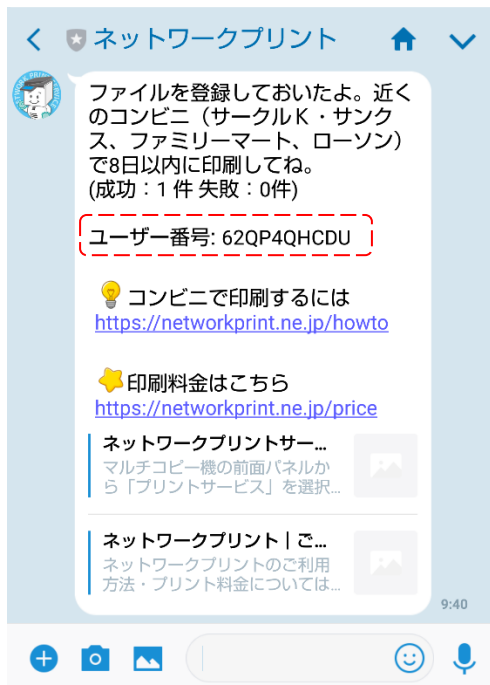 ネットワークプリント
ファイルを登録しておいたよ。近く
のコンビニ（サークルK・サンク
ス、ファミリーマート、ローソン）
で8日以内に印刷してね。
(成功：1 件 失敗：0件)
ユーザー番号: 62QP4QHCDU
コンビニで印刷するには
https://networkprint.ne.jp/howto
印刷料金はこちら
https://networkprint.ne.jp/price
ネットワークプリントサー...
マルチコピー機の前面パネルか
ら「プリントサービス」を選択...
ネットワークプリント｜ご...
ネットワークプリントのご利用
方法・プリント料金については...
9:40